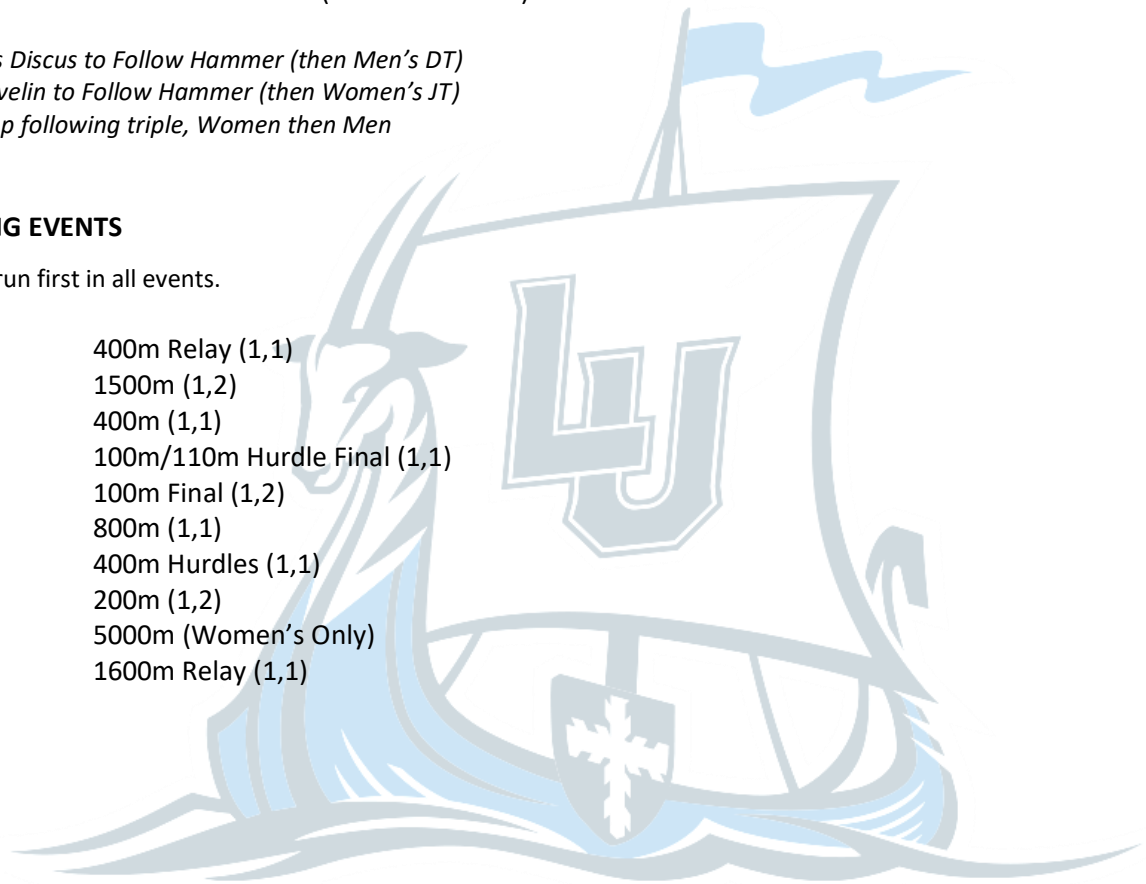 s Discus to Follow Hammer (then Men's DT)
velin to Follow Hammer (then Women's JT)
p following triple, Women then Men
G EVENTS
run first in all events.
400m Relay (1,1)
1500m (1,2)
400m (1,1)
100m/110m Hurdle Final (1,1)
100m Final (1,2)
800m (1,1)
400m Hurdles (1,1)
200m (1,2)
5000m (Women's Only)
1600m Relay (1,1)
LU